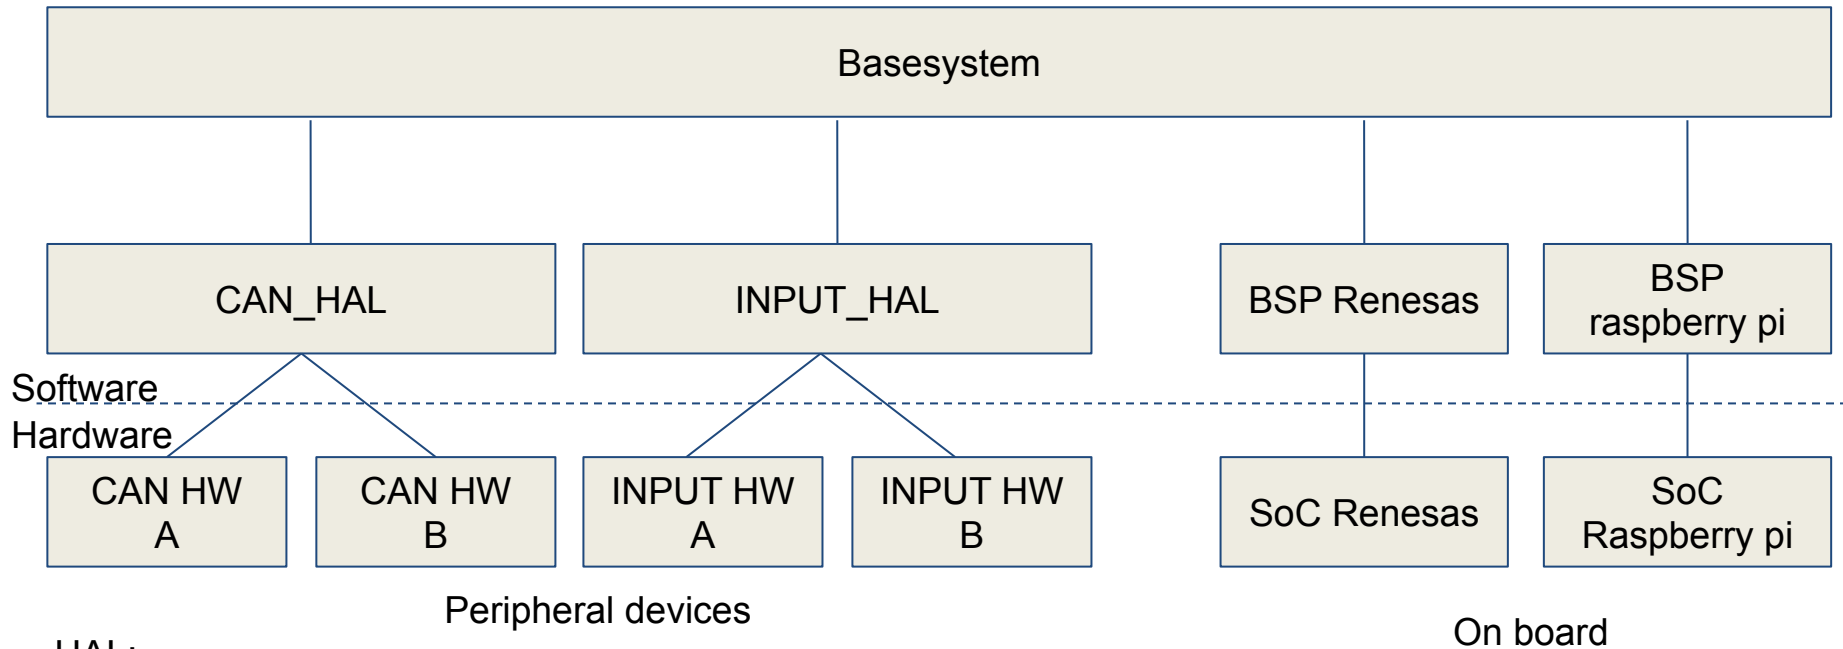 Basesystem
CAN_HAL
INPUT_HAL
BSP Renesas
BSP
raspberry pi
Software
Hardware
CAN HW
A
CAN HW
B
INPUT HW
A
INPUT HW
B
SoC Renesas
SoC
Raspberry pi
Peripheral devices
On board